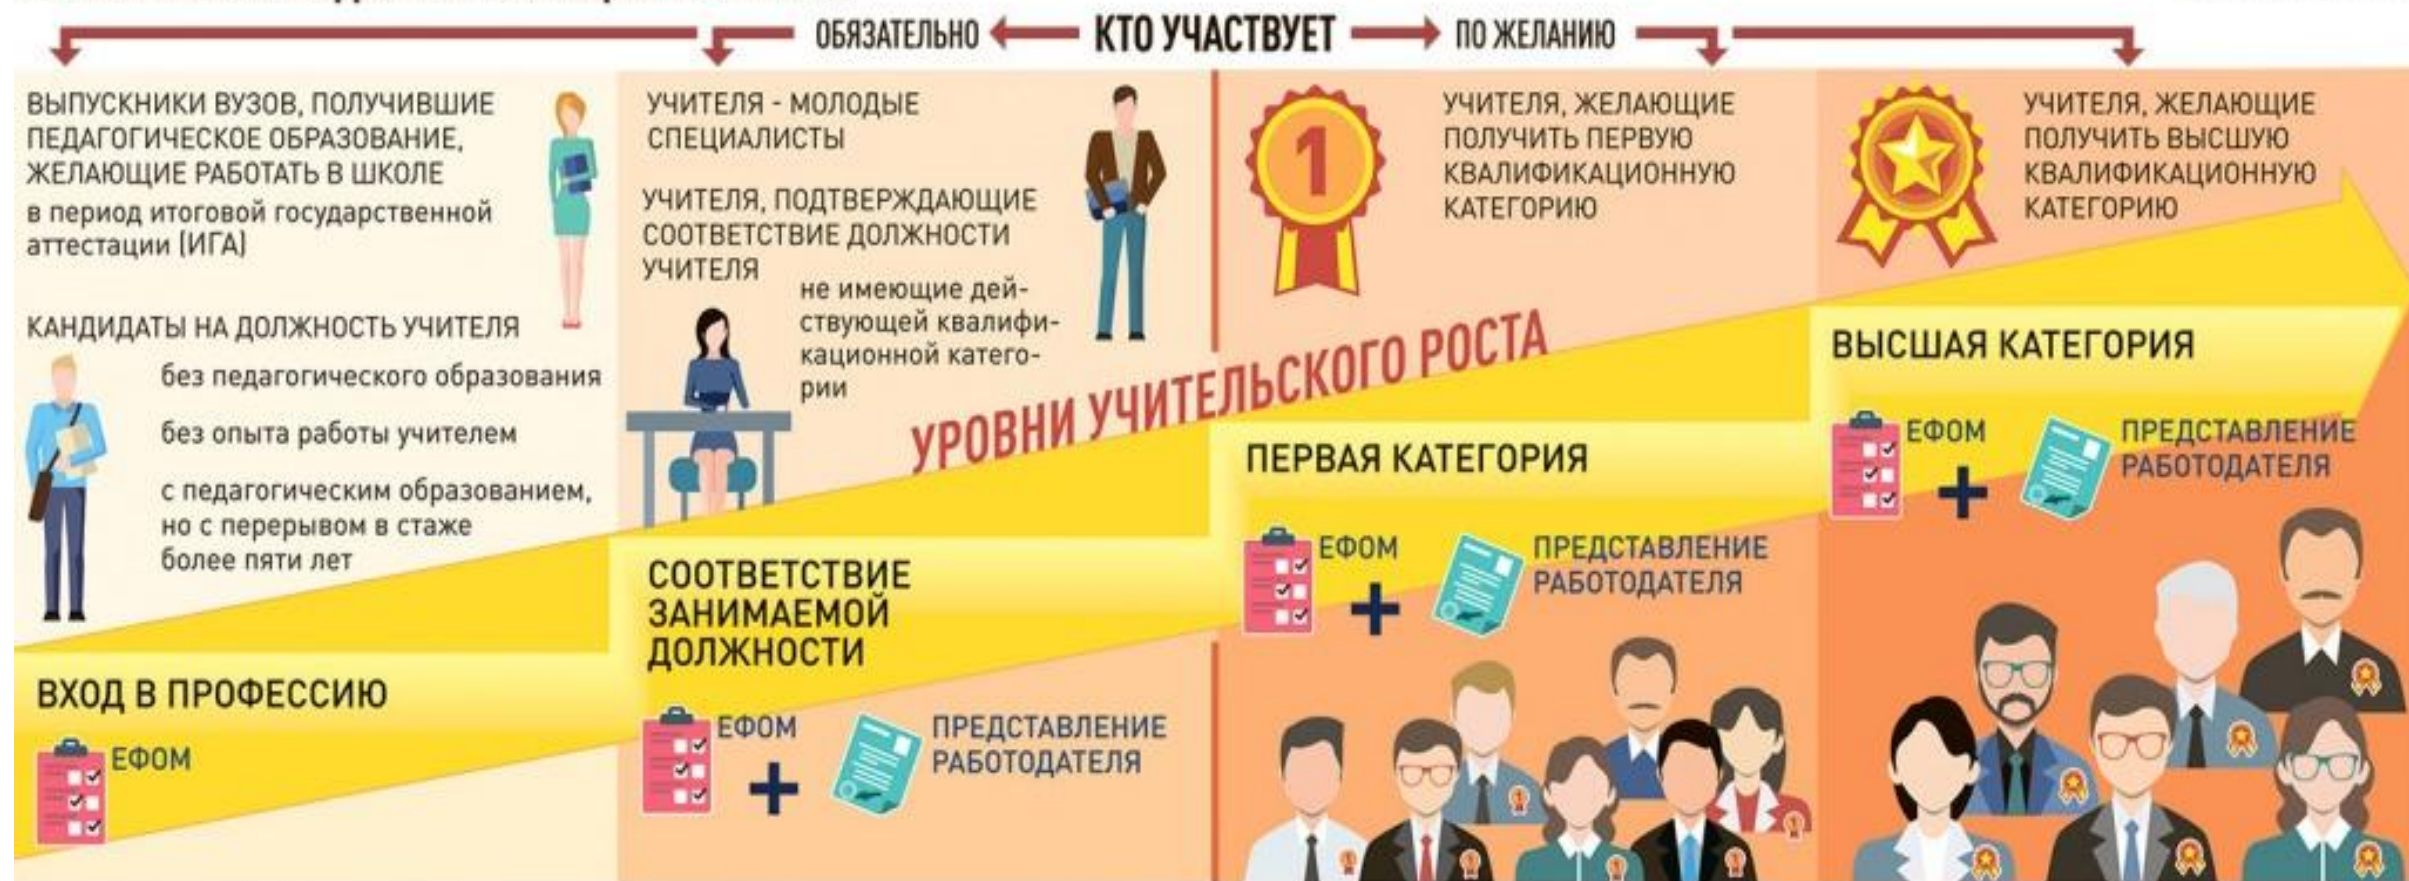 ОБЯЗАТЕЛЬНО
КТО УЧАСТВУЕТ
ПО ЖЕЛАНИЮ
ВЫПУСКНИКИ ВУЗОВ, ПОЛУЧИВШИЕ
ПЕДАГОГИЧЕСКОЕ ОБРАЗОВАНИЕ,
ЖЕЛАЮЩИЕ РАБОТАТЬ В ШКОЛЕ
в период итоговой государственной
аттестации (ИГА)
КАНДИДАТЫ НА ДОЛЖНОСТЬ УЧИТЕЛЯ
без педагогического образования
без опыта работы учителем
с педагогическим образованием,
но с перерывом в стаже
более пяти лет
УЧИТЕЛЯ - МОЛОДЫЕ
СПЕЦИАЛИСТЫ
УЧИТЕЛЯ, ПОДТВЕРЖДАЮЩИЕ
СООТВЕТСТВИЕ ДОЛЖНОСТИ
УЧИТЕЛЯ
не имеющие дей-
ствующей квалифи-
кационной катего-
рии
1
УЧИТЕЛЯ, ЖЕЛАЮЩИЕ
ПОЛУЧИТЬ ПЕРВУЮ
КВАЛИФИКАЦИОННУЮ
КАТЕГОРИЮ
УЧИТЕЛЯ, ЖЕЛАЮЩИЕ
ПОЛУЧИТЬ ВЫСШУЮ
КВАЛИФИКАЦИОННУЮ
КАТЕГОРИЮ
УРОВНИ УЧИТЕЛЬСКОГО РОСТА
ВХОД В ПРОФЕССИЮ
ЕФОМ
СООТВЕТСТВИЕ
ЗАНИМАЕМОЙ
ДОЛЖНОСТИ
ЕФОМ
+
ПРЕДСТАВЛЕНИЕ
РАБОТОДАТЕЛЯ
ПЕРВАЯ КАТЕГОРИЯ
ЕФОМ
+
ПРЕДСТАВЛЕНИЕ
РАБОТОДАТЕЛЯ
ВЫСШАЯ КАТЕГОРИЯ
ЕФОМ
+
ПРЕДСТАВЛЕНИЕ
РАБОТОДАТЕЛЯ